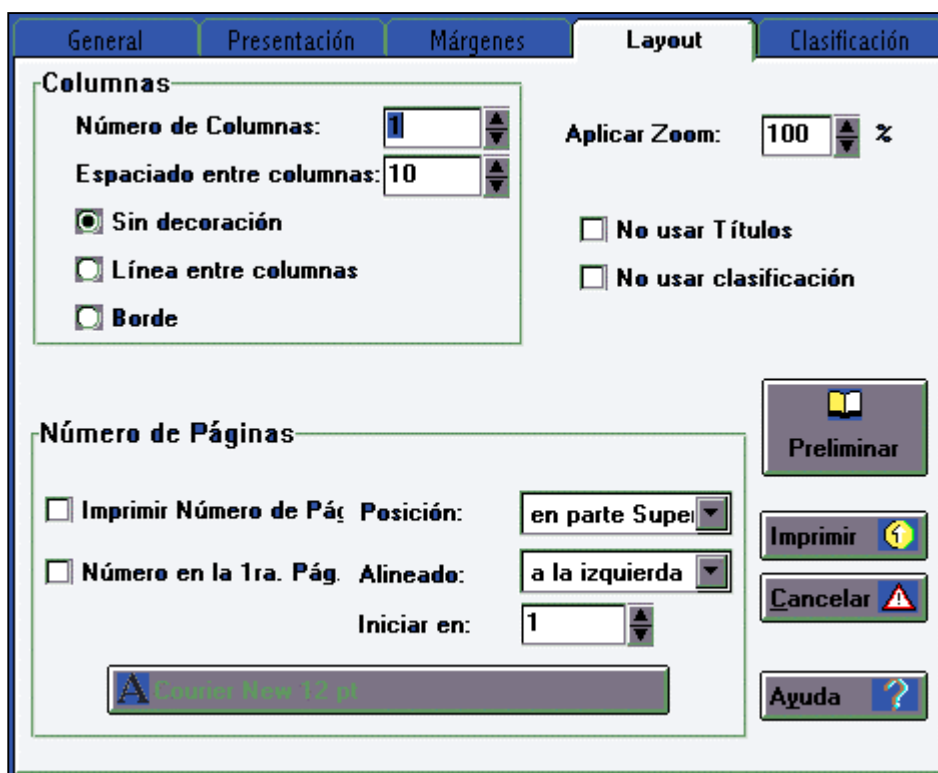 General Presentación Márgenes Layout Clasificación
Columnas
Número de Columnas: 1
Aplicar Zoom: 100 %
Espaciado entre columnas: 10
Sin decoración
No usar Títulos
Línea entre columnas
No usar clasificación
Borde
Preliminar
Número de Páginas
Imprimir Número de Pág Posición: en parte Super
Imprimir
Número en la 1ra. Pág. Alineado: a la izquierda
Cancelar
Iniciar en: 1
A Courier New 12 pt
Ayuda ?